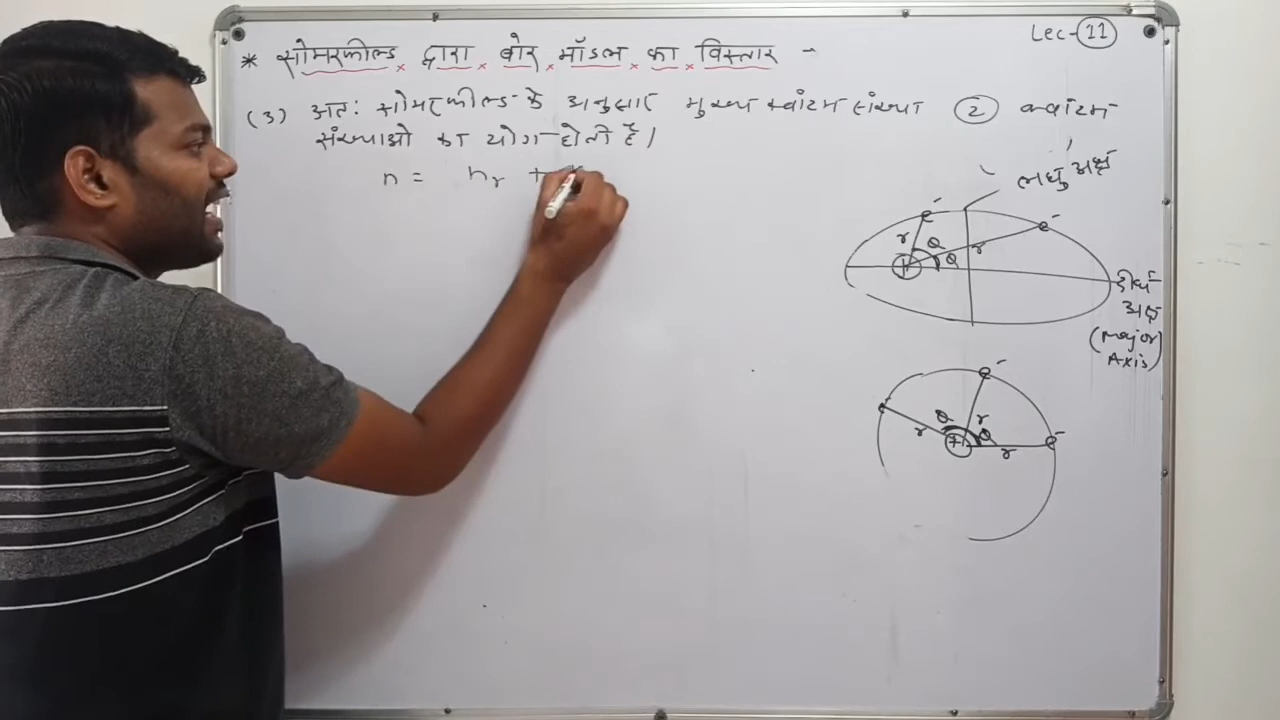 Lec-11
* सोमरफील्ड द्वारा बोर मॉडल का विस्तार -
(3) अतः सोमरफील्ड के अनुसार मुख्य क्वांटम संख्या 2 क्वांटम
संख्याओ का योग होती है।
n = nr +
लघु अक्ष
e-
e-
r
θ
r
θ
+
दीर्घ
अक्ष
(Major
Axis)
e-
θ
r
r
θ
+
e-
r